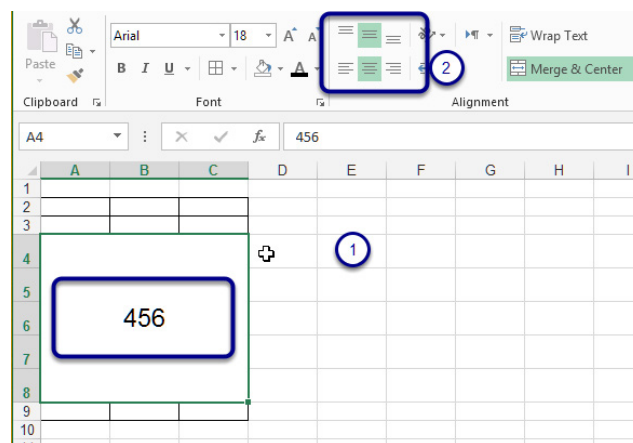 Arial 18 A A
Wrap Text
Paste B I U A 2 Merge & Center
Clipboard Font Alignment
A4 fx 456
A B C D E F G H I
1
2
3
4 1
5
6 456
7
8
9
10